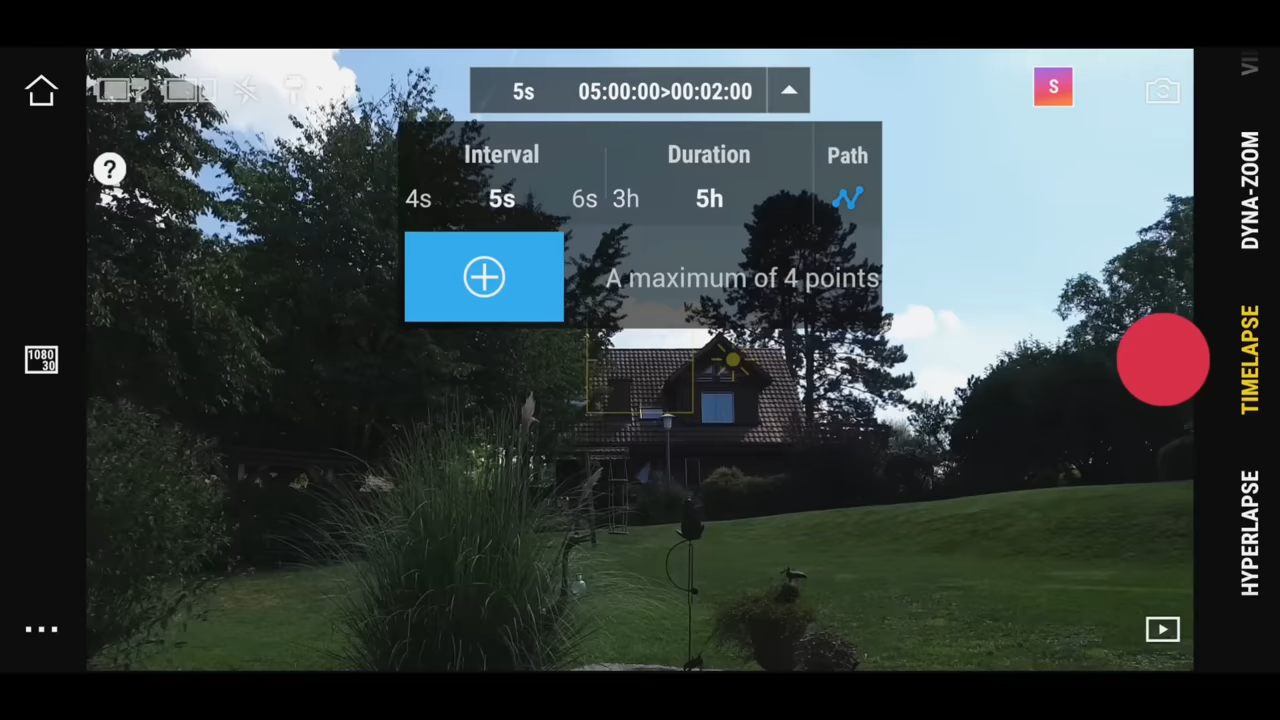 5s 05:00:00>00:02:00
S
?
Interval Duration Path
4s 5s 6s 3h 5h
A maximum of 4 points
1080
30
DYNA-ZOOM
TIMELAPSE
HYPERLAPSE